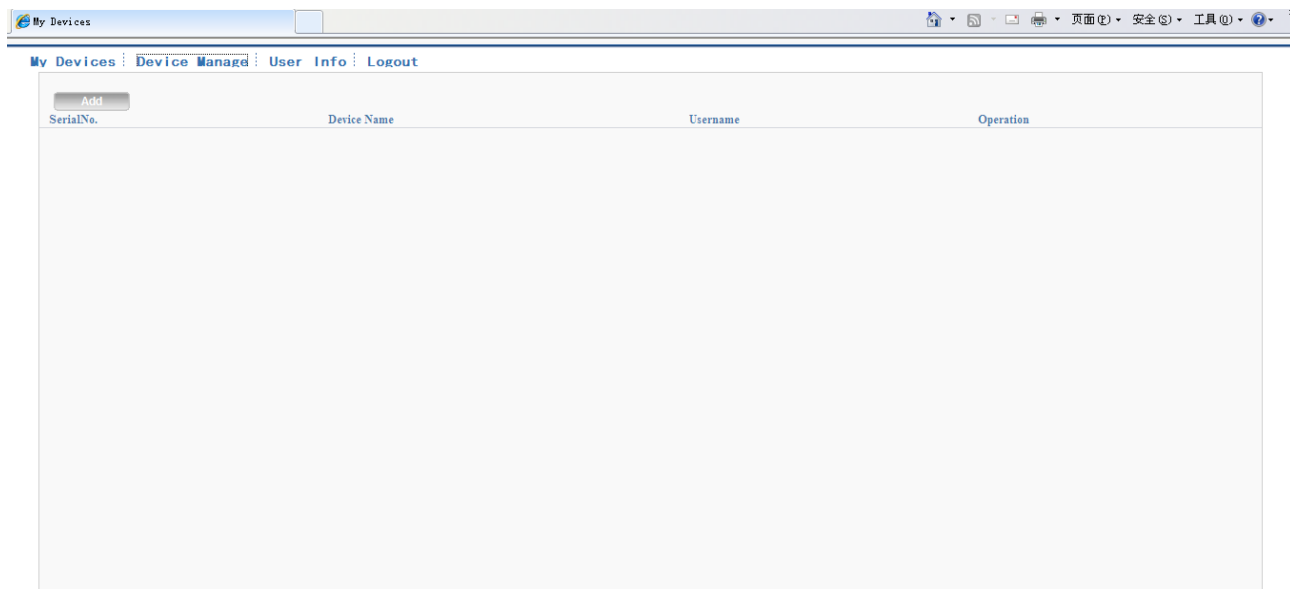 My Devices 页面(P) 安全(S) 工具(O)
My Devices Device Manage User Info Logout
Add
SerialNo. Device Name Username Operation